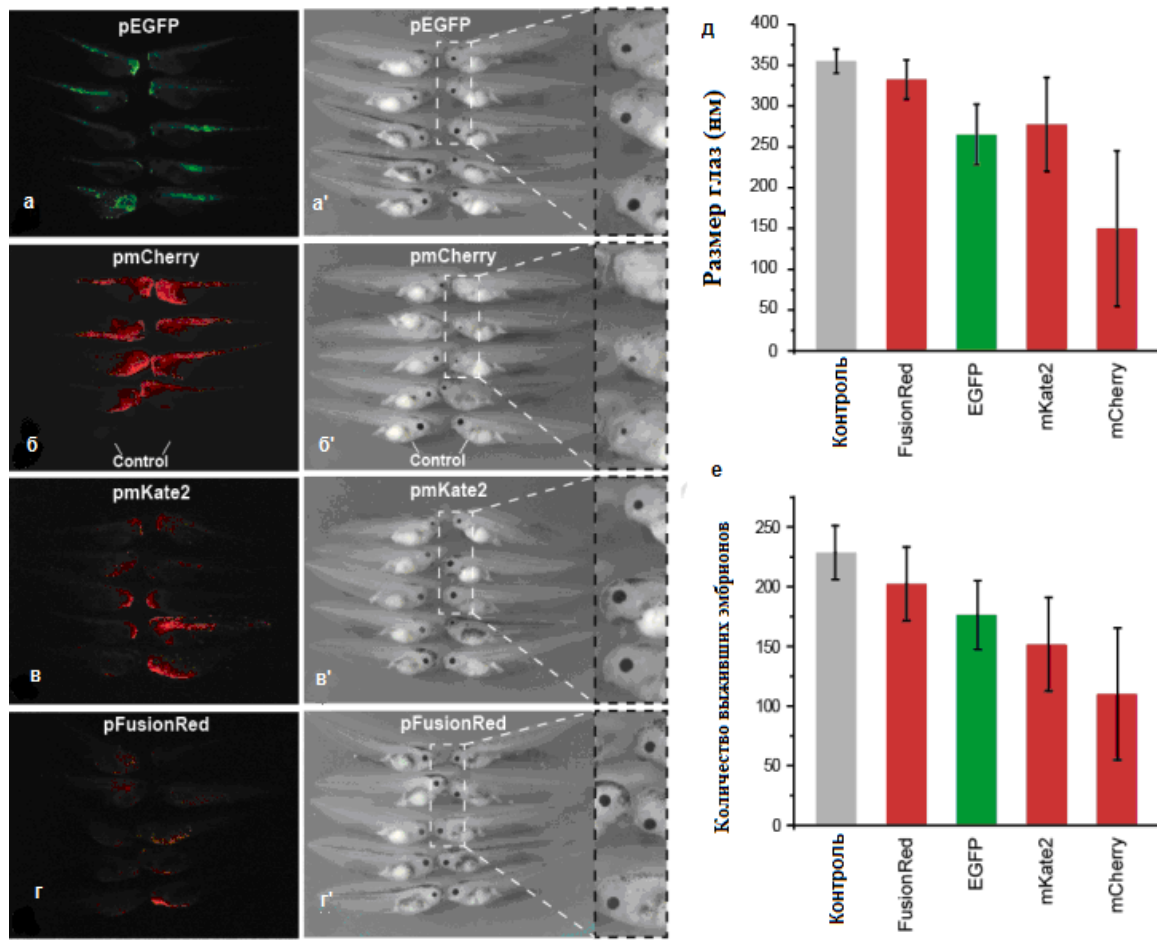 pEGFP
а
pEGFP
а'
pmCherry
б
Control
pmCherry
б'
Control
pmKate2
в
pmKate2
в'
pFusionRed
г
pFusionRed
г'
д
Размер глаз (нм)
400
350
300
250
200
150
300
250
0
Контроль
FusionRed
EGFP
mKate2
mCherry
е
Количество выживших эмбрионов
250
200
150
100
50
0
Контроль
FusionRed
EGFP
mKate2
mCherry